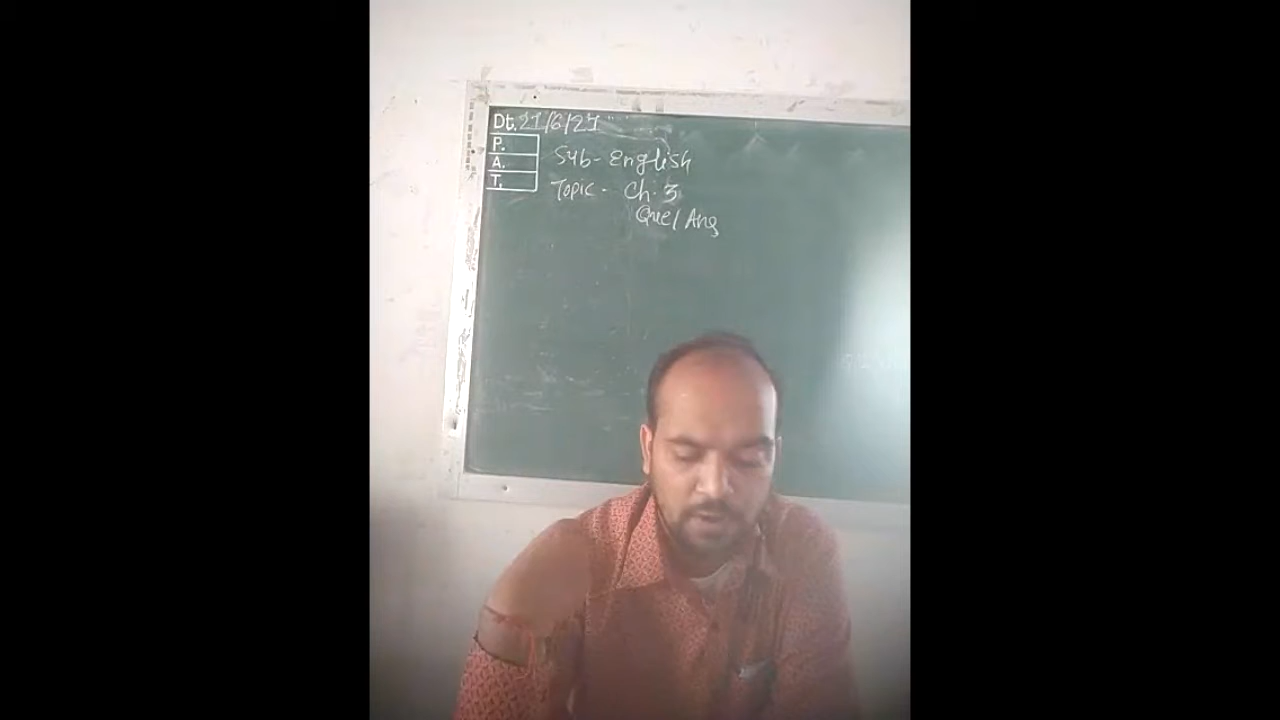 Dt. 21/6/21
P.
A.
T.
Sub- English
Topic - Ch. 3
Que/Ans